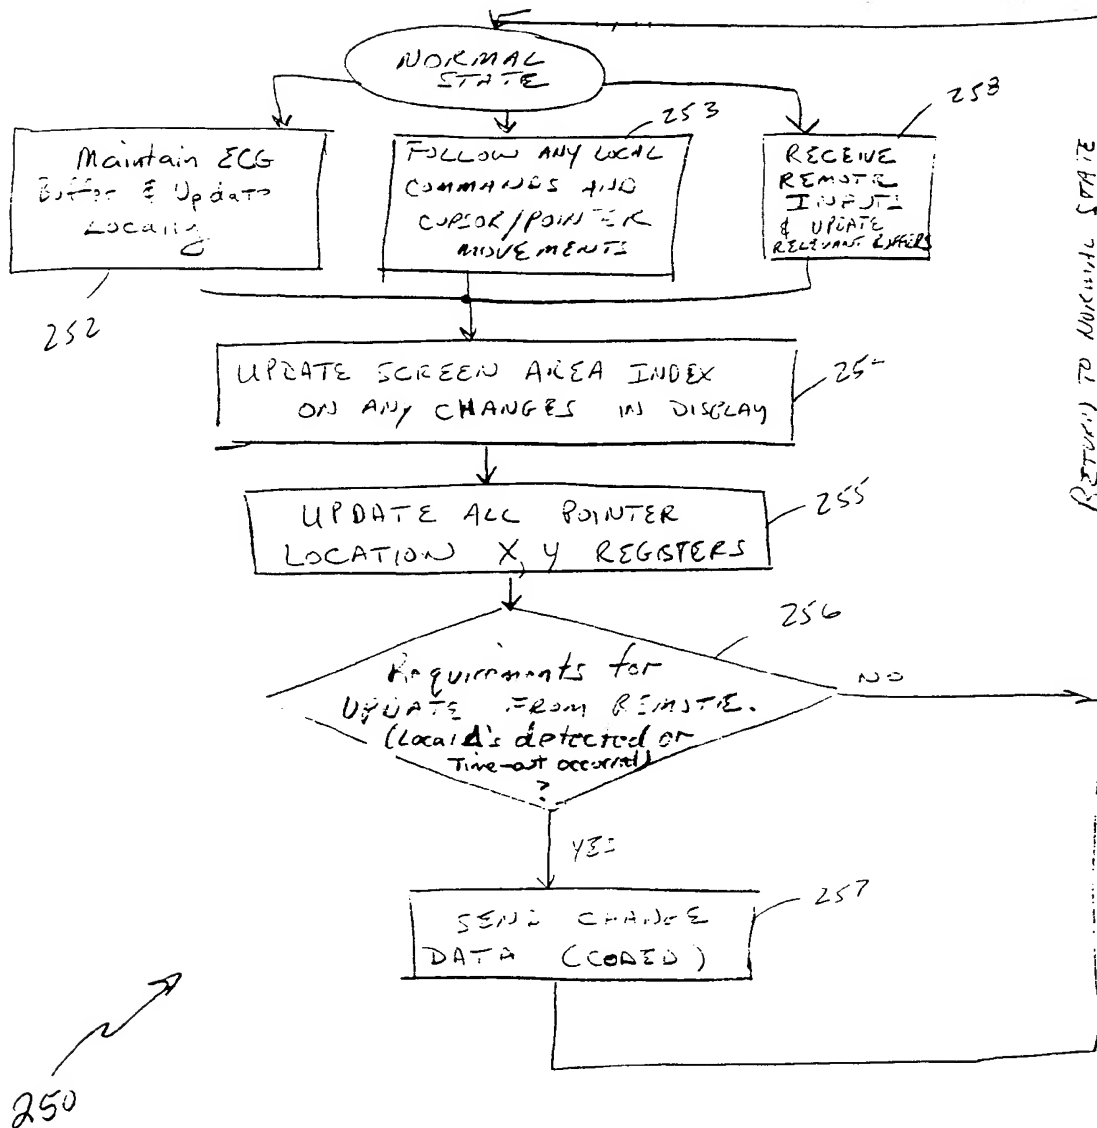 NORMAL
STATE
253
258
Maintain ECG
Buffer & Update
Locally
FOLLOW ANY LOCAL
COMMANDS AND
CURSOR/POINTER
MOVEMENTS
RECEIVE
REMOTE
INPUTS
& UPDATE
RELEVANT BUFFERS
252
UPDATE SCREEN AREA INDEX
ON ANY CHANGES IN DISPLAY
25
UPDATE ALL POINTER
LOCATION X, Y REGISTERS
255
256
Requirements for
UPDATE FROM REMOTE.
(Local Δ's detected or
Time-out occurred)
?
NO
YES
SEND CHANGE
DATA (CODED)
257
RETURN TO NORMAL STATE
250